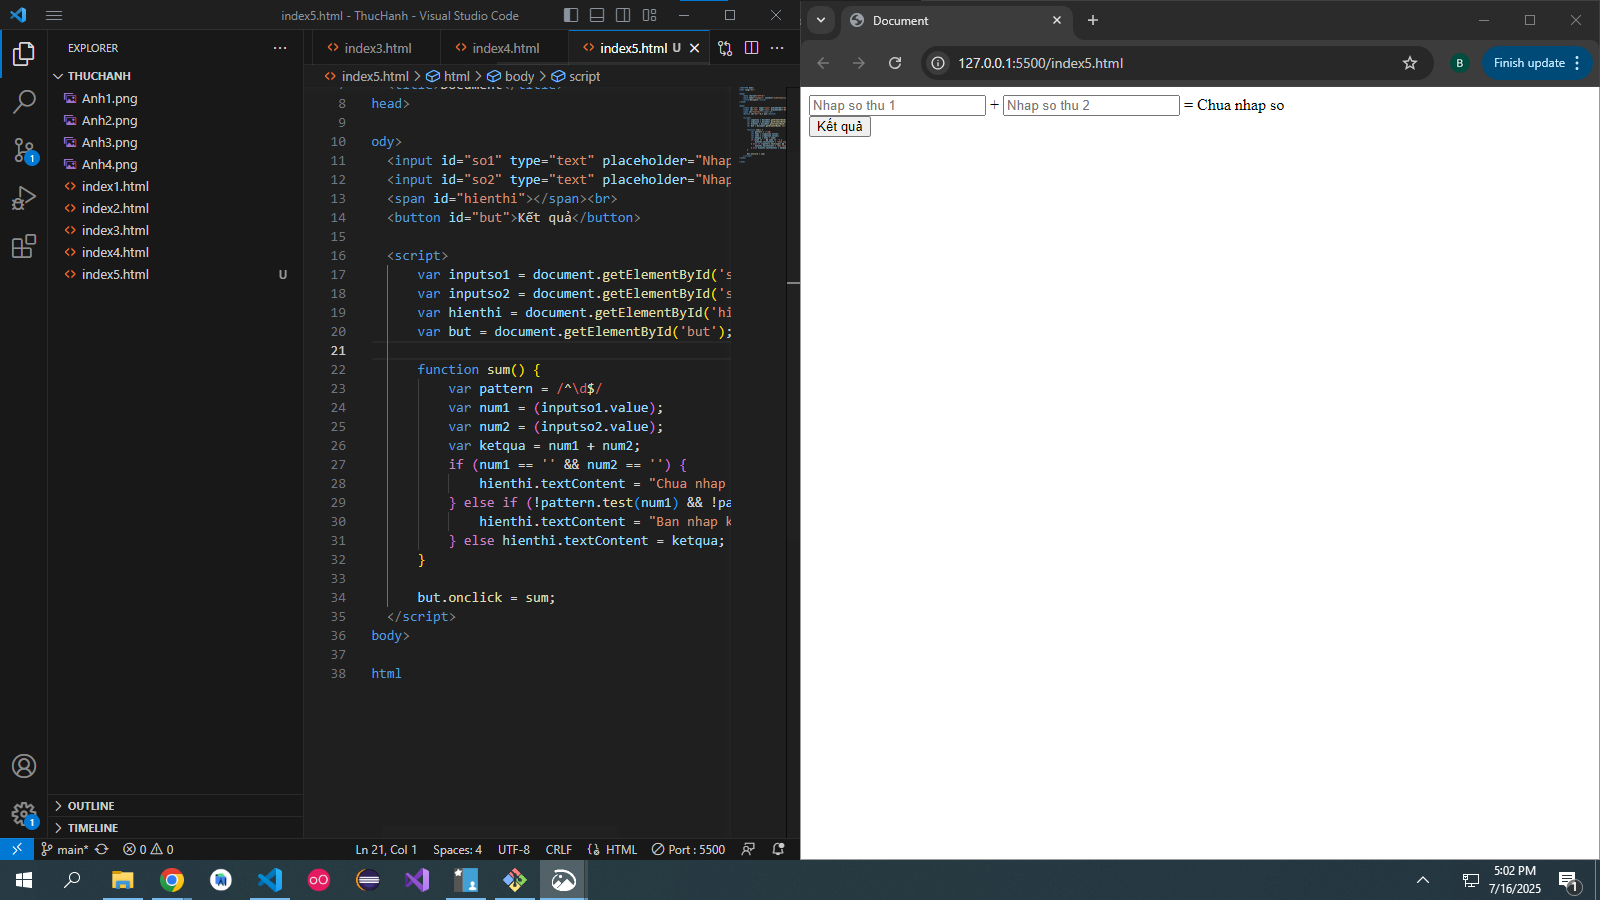 index5.html - ThucHanh - Visual Studio Code
EXPLORER
THUCHANH
Anh1.png
Anh2.png
Anh3.png
Anh4.png
index1.html
index2.html
index3.html
index4.html
index5.html U
OUTLINE
TIMELINE
index3.html
index4.html
index5.html U
index5.html > html > body > script
8 head>
9
10 ody>
11 <input id="so1" type="text" placeholder="Nhap
12 <input id="so2" type="text" placeholder="Nhap
13 <span id="hienthi"></span><br>
14 <button id="but">Kết quả</button>
15
16 <script>
17 var inputso1 = document.getElementById('s
18 var inputso2 = document.getElementById('s
19 var hienthi = document.getElementById('hi
20 var but = document.getElementById('but');
21
22 function sum() {
23 var pattern = /^\d$/
24 var num1 = (inputso1.value);
25 var num2 = (inputso2.value);
26 var ketqua = num1 + num2;
27 if (num1 == '' && num2 == '') {
28 hienthi.textContent = "Chua nhap
29 } else if (!pattern.test(num1) && !pa
30 hienthi.textContent = "Ban nhap k
31 } else hienthi.textContent = ketqua;
32 }
33
34 but.onclick = sum;
35 </script>
36 body>
37
38 html
main* 0 0 Ln 21, Col 1 Spaces: 4 UTF-8 CRLF HTML Port : 5500
Document
127.0.0.1:5500/index5.html
B
Finish update
Nhap so thu 1 + Nhap so thu 2 = Chua nhap so
Kết quả
5:02 PM
7/16/2025
1